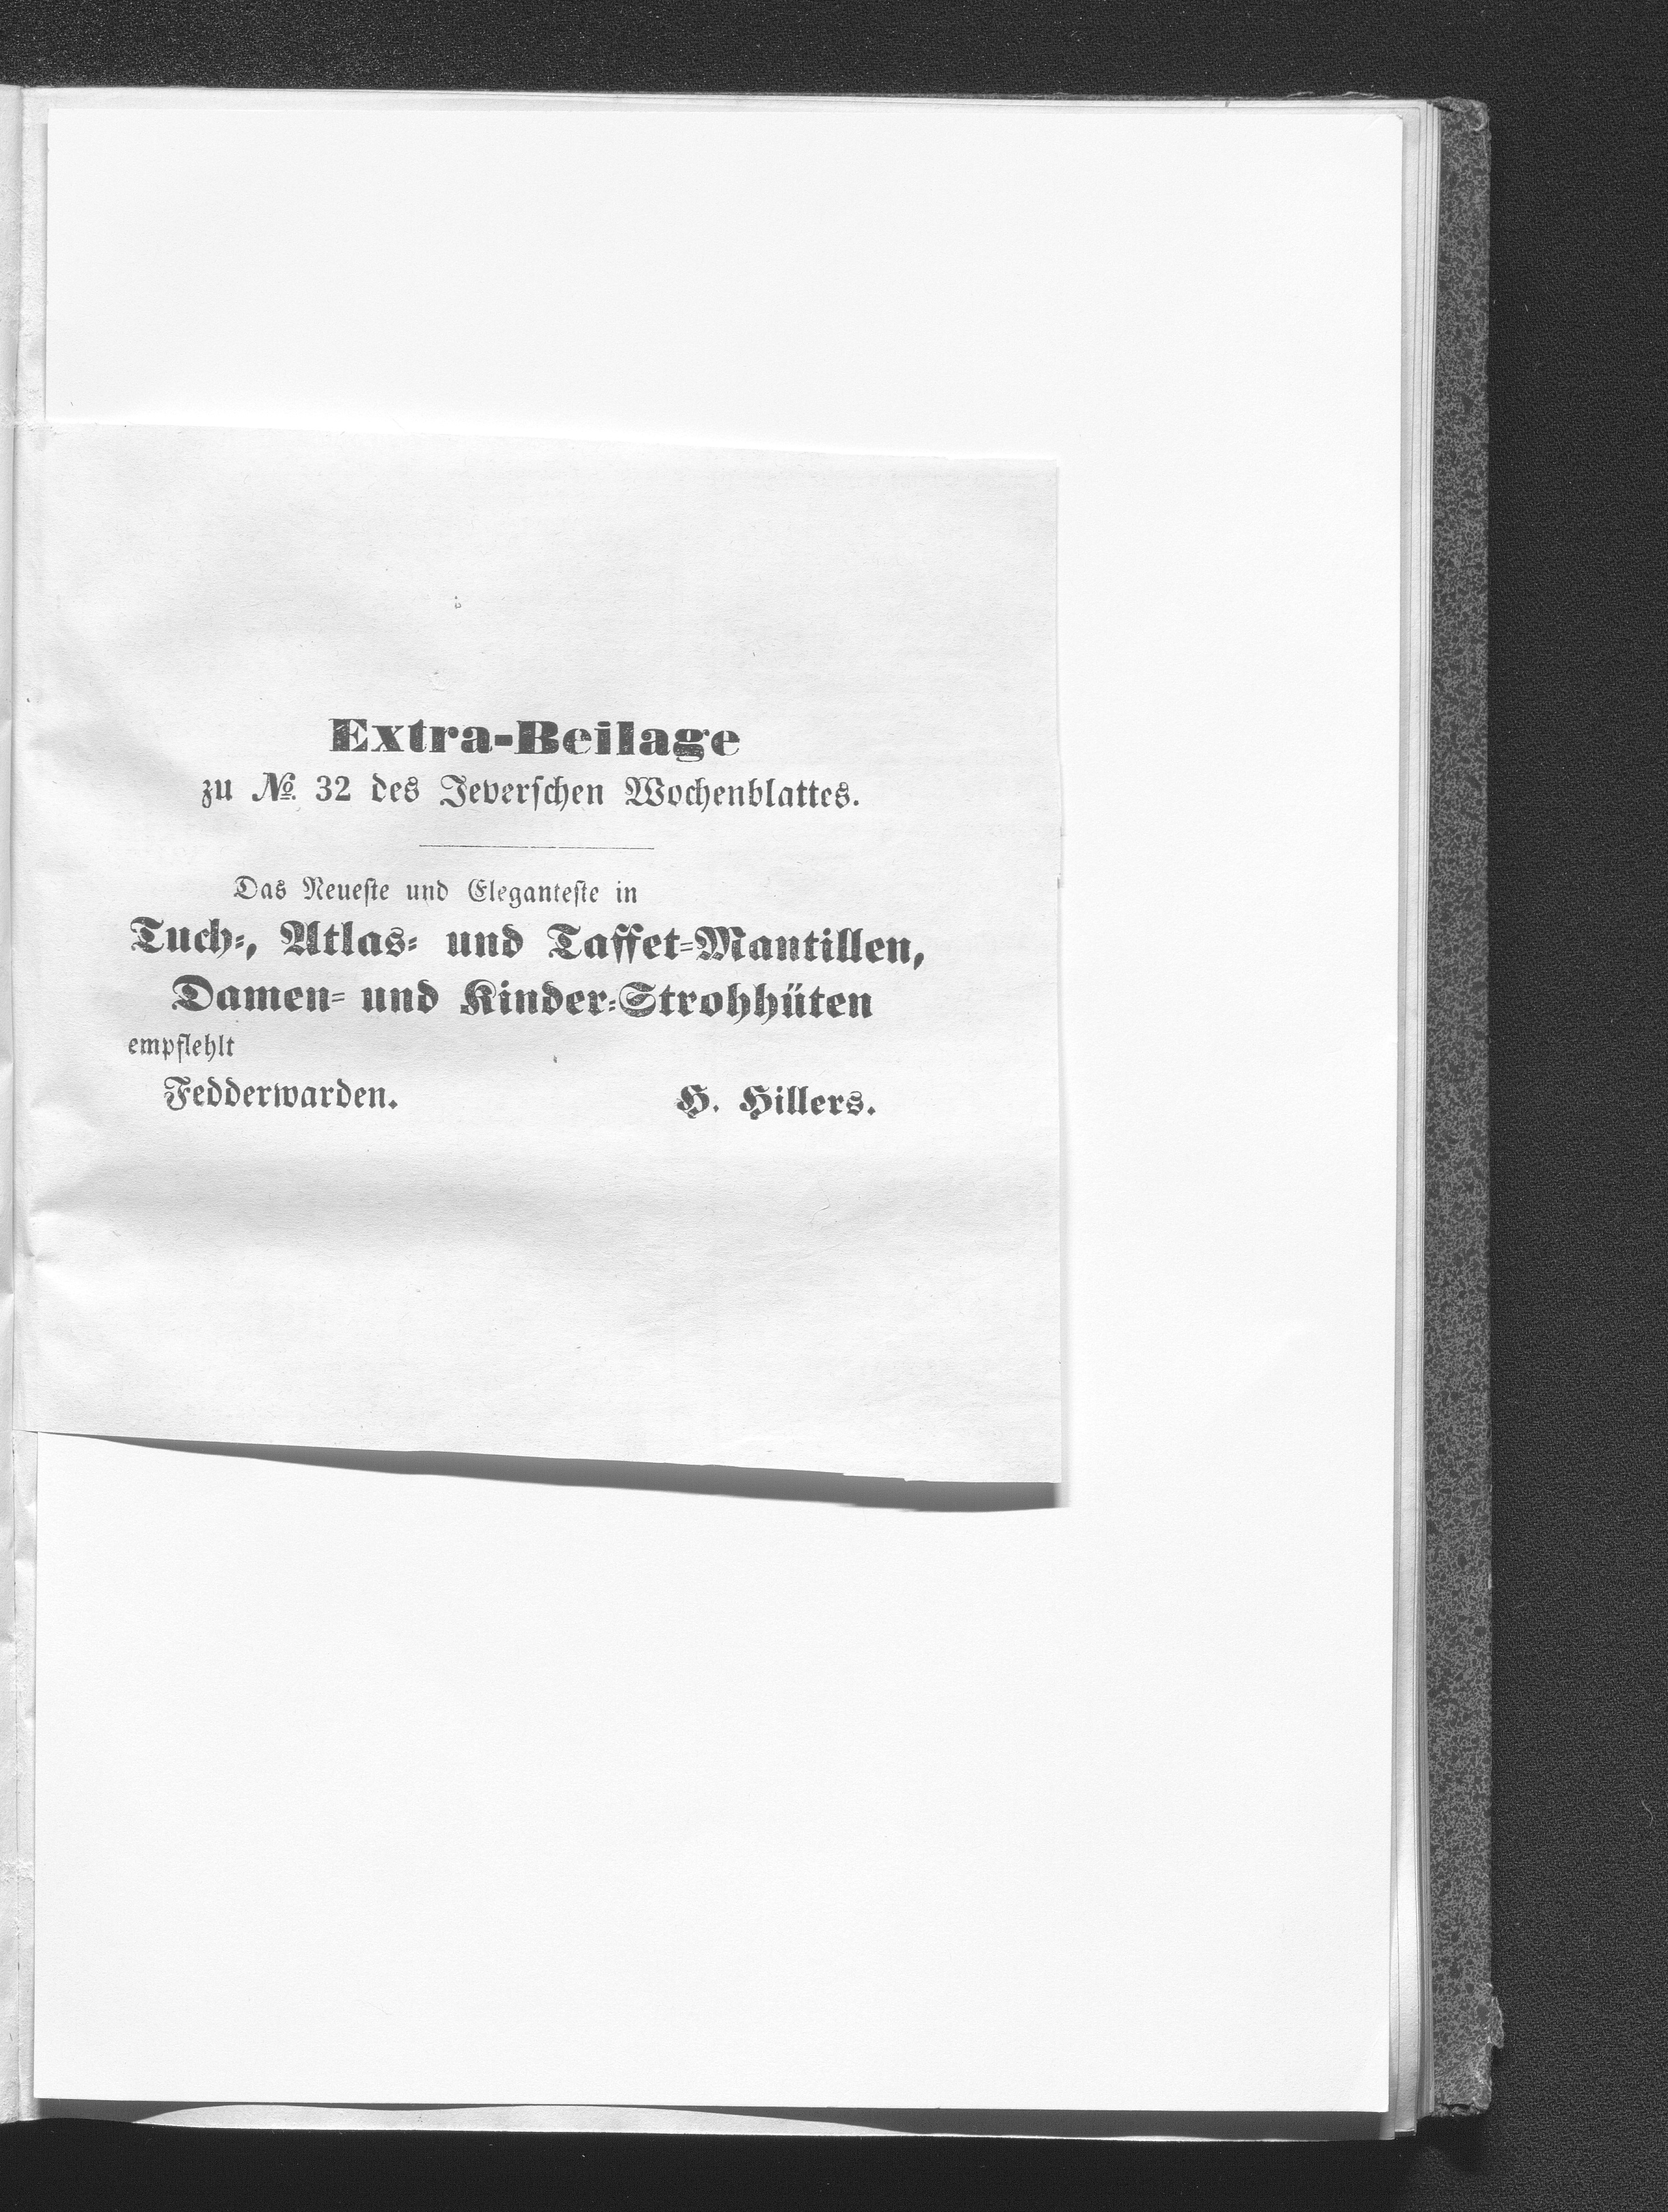 Extra-Beilage
zu № 32 des Jeverschen Wochenblattes.
Das Neueste und Eleganteste in
Tuch-, Atlas- und Taffet-Mantillen,
Damen- und Kinder-Strohhüten
empfiehlt
Fedderwarden. H. Hillers.